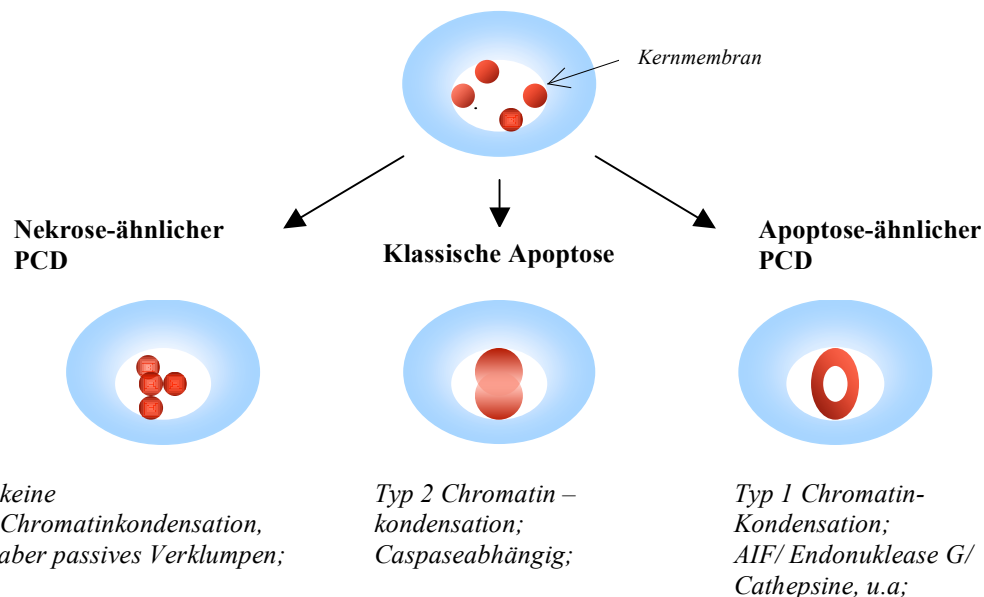 Kernmembran
Nekrose-ähnlicher
PCD
Klassische Apoptose
Apoptose-ähnlicher
PCD
keine
Chromatinkondensation,
aber passives Verklumpen;
Typ 2 Chromatin –
kondensation;
Caspaseabhängig;
Typ 1 Chromatin-
Kondensation;
AIF/ Endonuklease G/
Cathepsine, u.a;